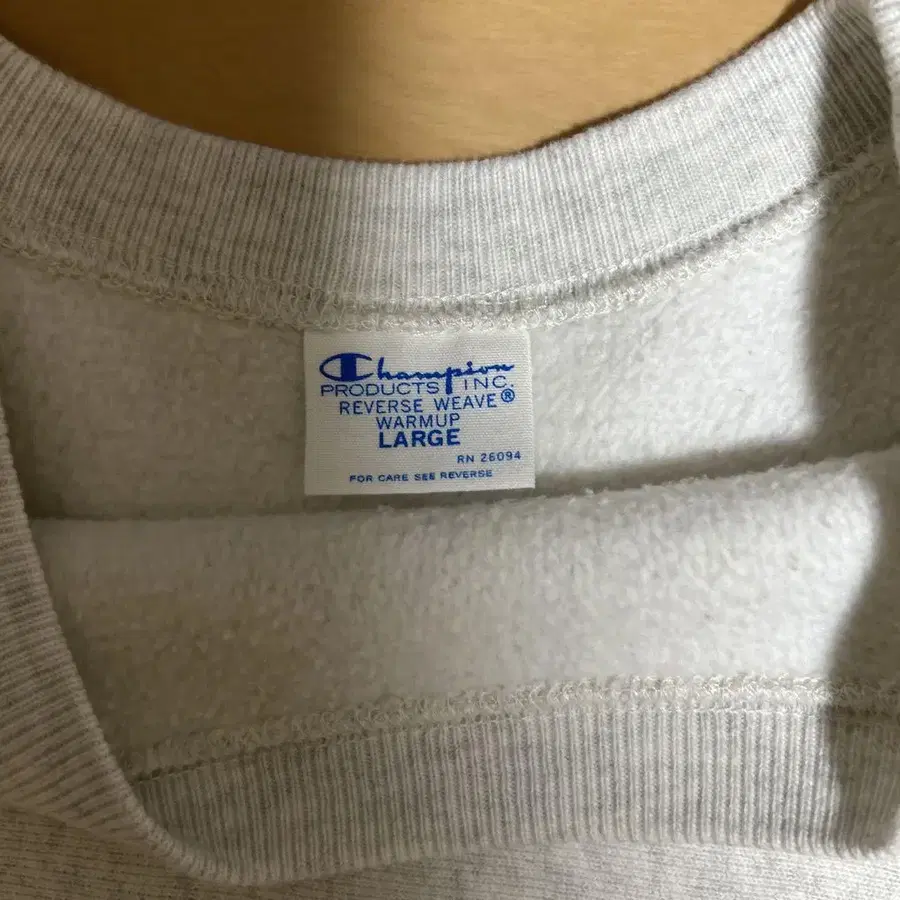 Champion
PRODUCTS INC.
REVERSE WEAVE®
WARMUP
LARGE
RN 26094
FOR CARE SEE REVERSE